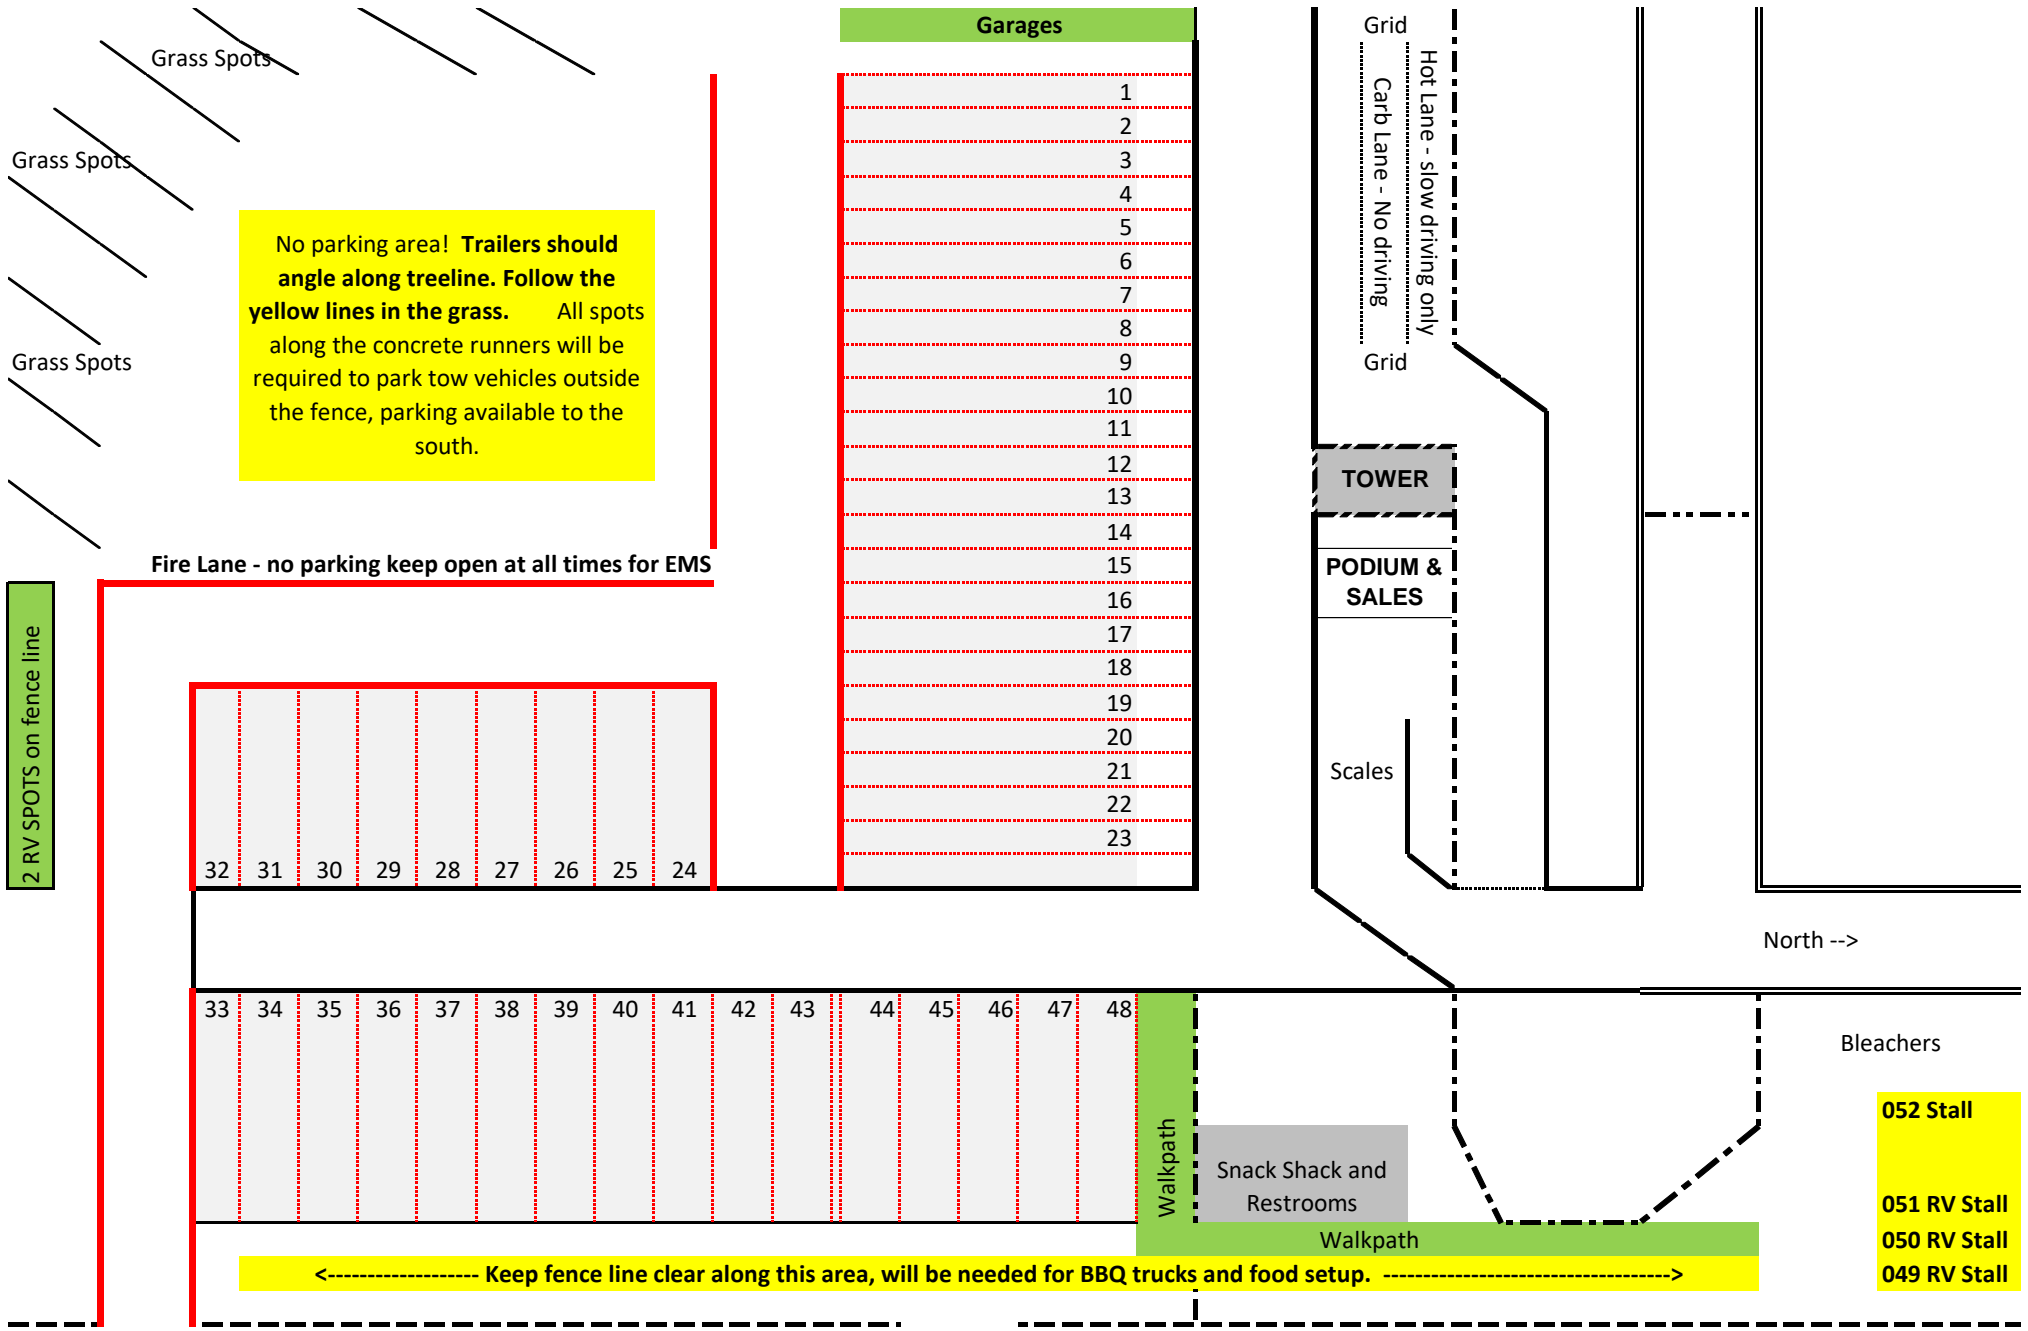 Garages
Grid
Grass Spots
Hot Lane - slow driving only
Carb Lane - No driving
1
2
3
Grass Spots
4
5
No parking area!  Trailers should
angle along treeline. Follow the
yellow lines in the grass.  All spots
along the concrete runners will be
required to park tow vehicles outside
the fence, parking available to the
south.
6
7
8
9
Grass Spots
Grid
10
11
12
TOWER
13
14
Fire Lane - no parking keep open at all times for EMS
15
PODIUM &
SALES
16
17
18
19
20
2 RV SPOTS on fence line
21
Scales
22
23
32 31 30 29 28 27 26 25 24
North -->
33 34 35 36 37 38 39 40 41 42 43 44 45 46 47 48
Bleachers
052 Stall
Walkpath
Snack Shack and
Restrooms
051 RV Stall
Walkpath
050 RV Stall
<------------------- Keep fence line clear along this area, will be needed for BBQ trucks and food setup. ------------------------------------>
049 RV Stall